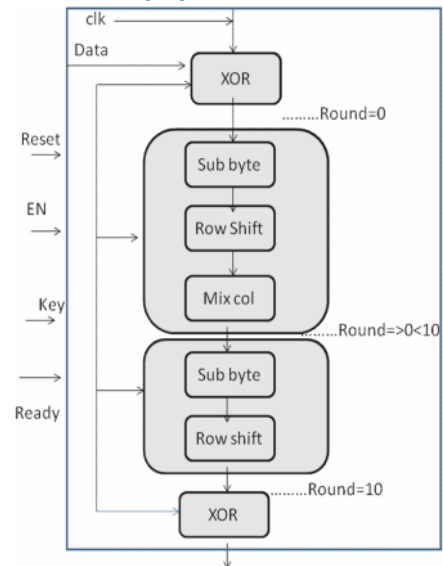 clk
Data
XOR
.........Round=0
Reset
Sub byte
EN
Row Shift
Key
Mix col
.........Round=>0<10
Sub byte
Ready
Row shift
.........Round=10
XOR